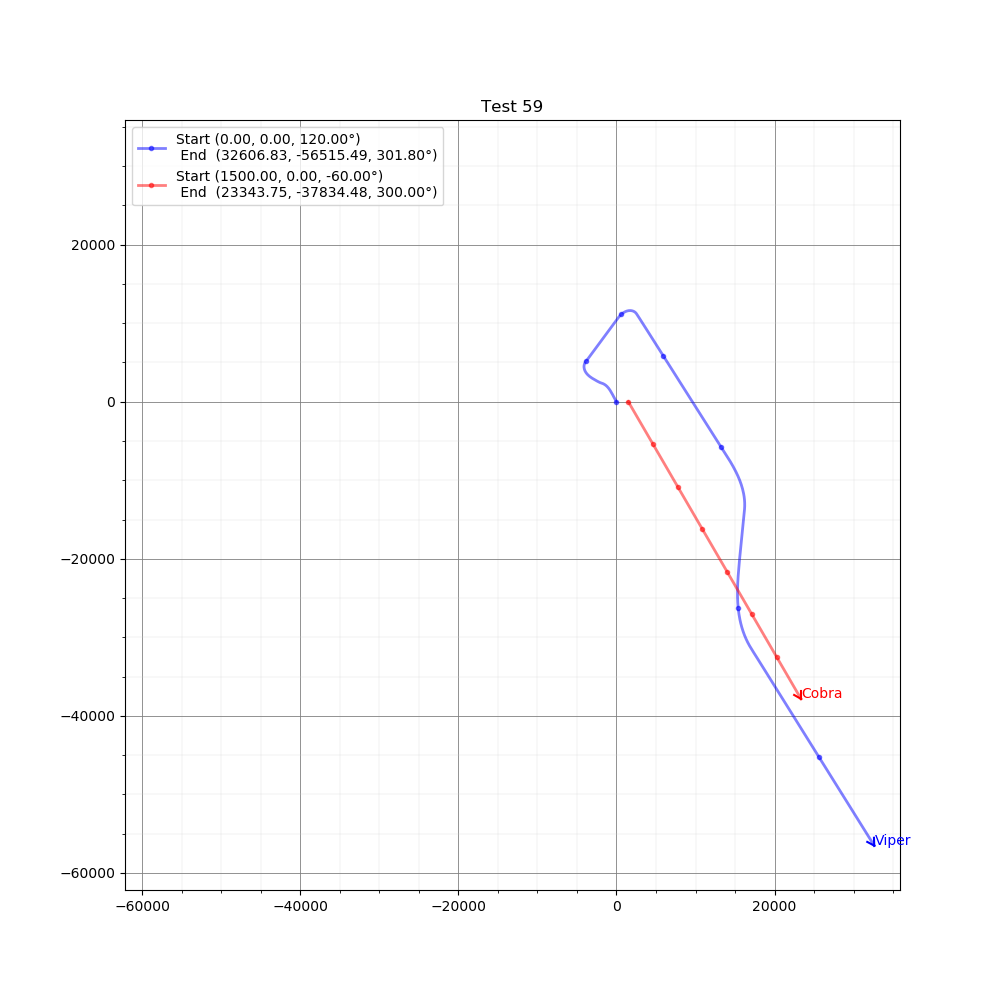 Test 59
Start (0.00, 0.00, 120.00°)
End  (32606.83, -56515.49, 301.80°)
Start (1500.00, 0.00, -60.00°)
End  (23343.75, -37834.48, 300.00°)
20000
0
−20000
−40000
−60000
Cobra
Viper
−60000 −40000 −20000 0 20000